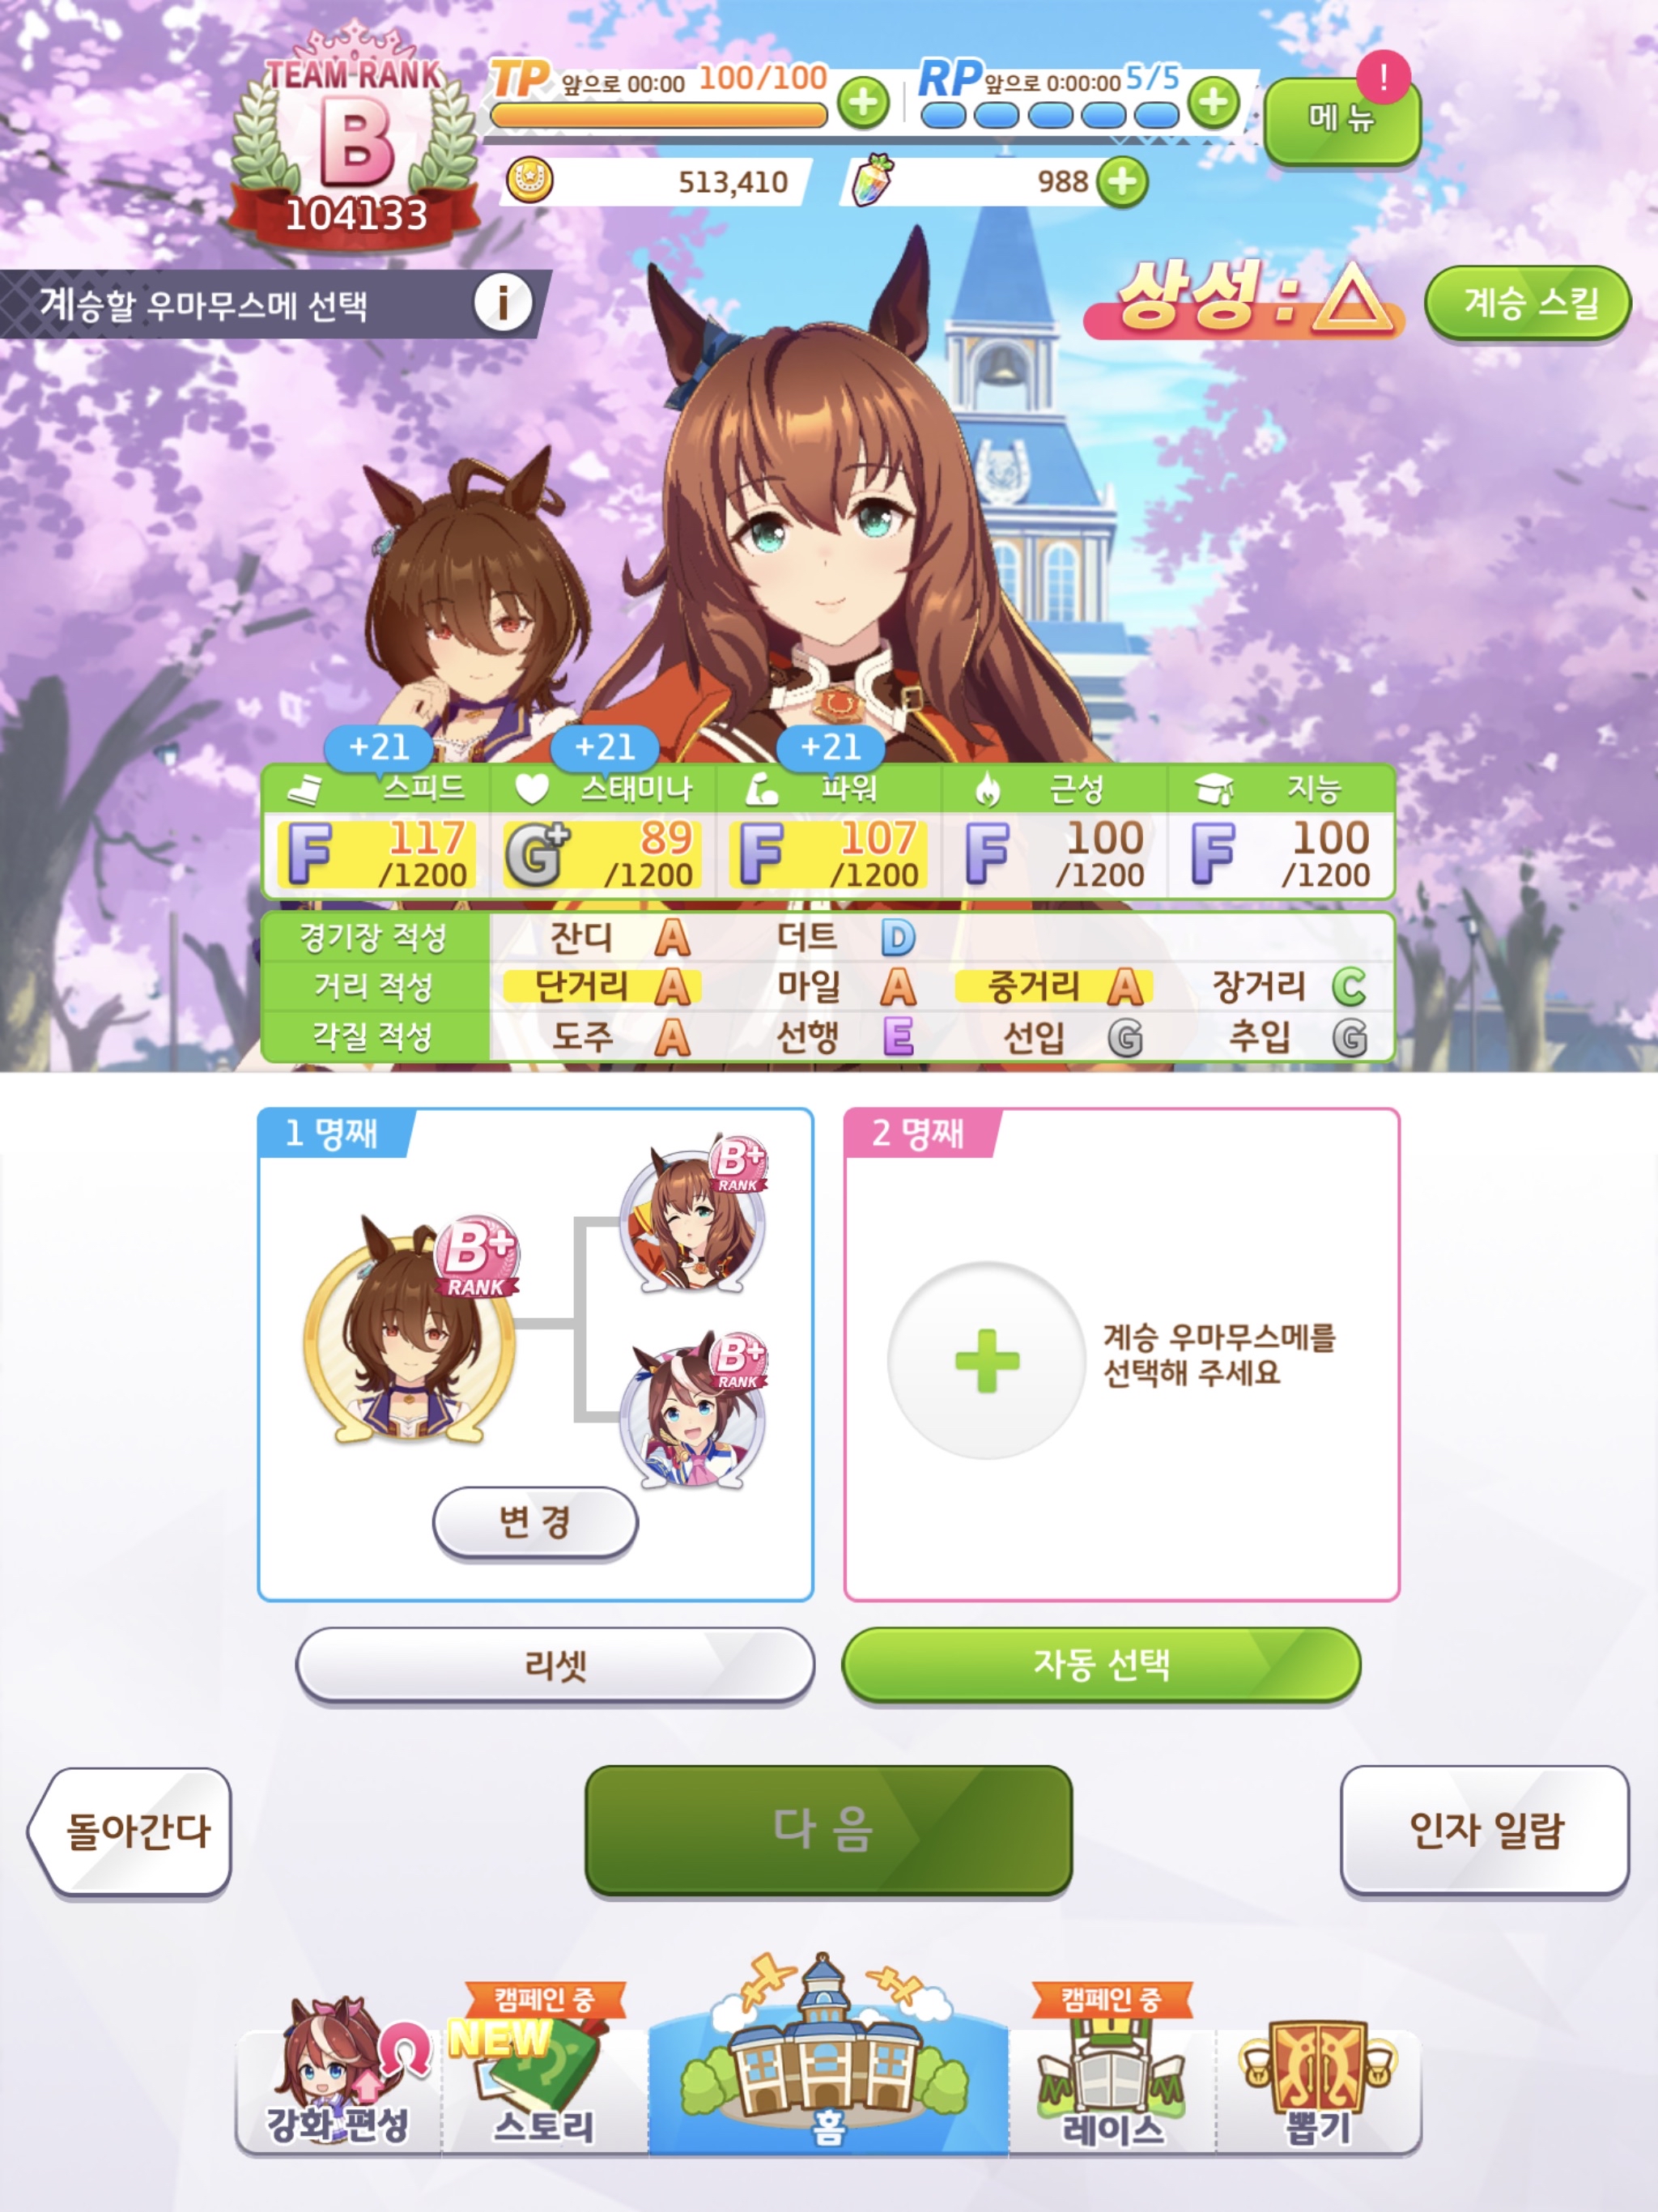 TEAM RANK
B
104133
TP 앞으로 00:00 100/100
RP 앞으로 0:00:00 5/5
메뉴
!
513,410
988
계승할 우마무스메 선택
i
상성 : △
계승 스킬
+21 +21 +21
스피드 스태미나 파워 근성 지능
F 117 G+ 89 F 107 F 100 F 100
/1200 /1200 /1200 /1200 /1200
경기장 적성 잔디 A 더트 D
거리 적성 단거리 A 마일 A 중거리 A 장거리 C
각질 적성 도주 A 선행 E 선입 G 추입 G
1 명째
B+
RANK
B+
RANK
B+
RANK
변경
2 명째
계승 우마무스메를
선택해 주세요
리셋
자동 선택
돌아간다
다음
인자 일람
강화 편성
캠페인 중
NEW
스토리
홈
캠페인 중
레이스
뽑기